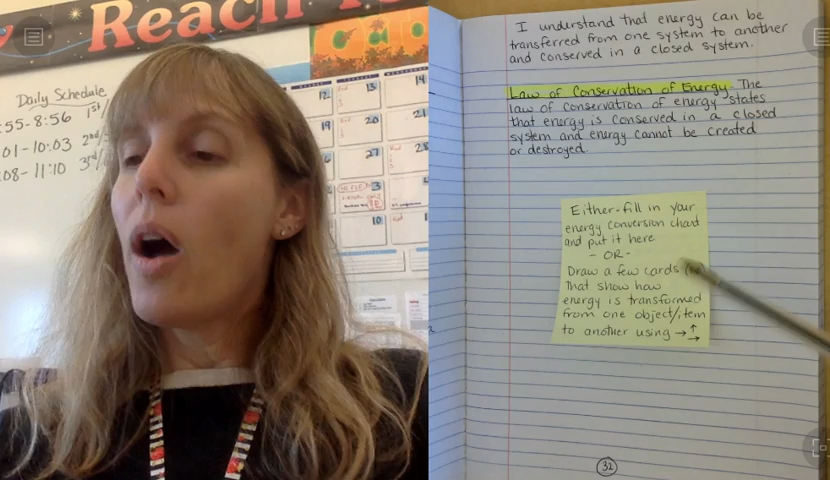 Reach
Daily Schedule
:55-8:56 1st/
:01-10:03 2nd/
:08-11:10 3rd/
12 13 14
19 20 21
27 28
3
10
I understand that energy can be
transferred from one system to another
and conserved in a closed system.
Law of Conservation of Energy- The
law of conservation of energy states
that energy is conserved in a closed
system and energy cannot be created
or destroyed.
Either-fill in your
energy conversion chart
and put it here
- OR -
Draw a few cards
That show how
energy is transformed
from one object/item
to another using → ↑ →
32